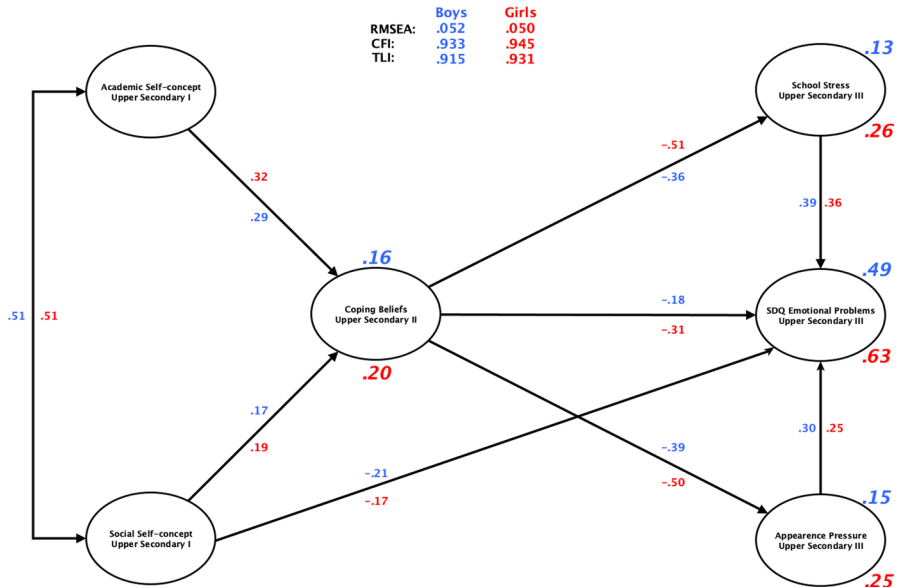 Boys Girls
RMSEA: .052 .050
CFI: .933 .945
TLI: .915 .931
.13
Academic Self-concept
Upper Secondary I
School Stress
Upper Secondary III
.26
-.51
.32
-.36
.29
.39 .36
.16
.49
-.18
Coping Beliefs
Upper Secondary II
SDQ Emotional Problems
Upper Secondary III
.51 .51
-.31
.63
.20
.17
.30 .25
.19
-.39
-.21
-.50
-.17
.15
Social Self-concept
Upper Secondary I
Appearence Pressure
Upper Secondary III
.25